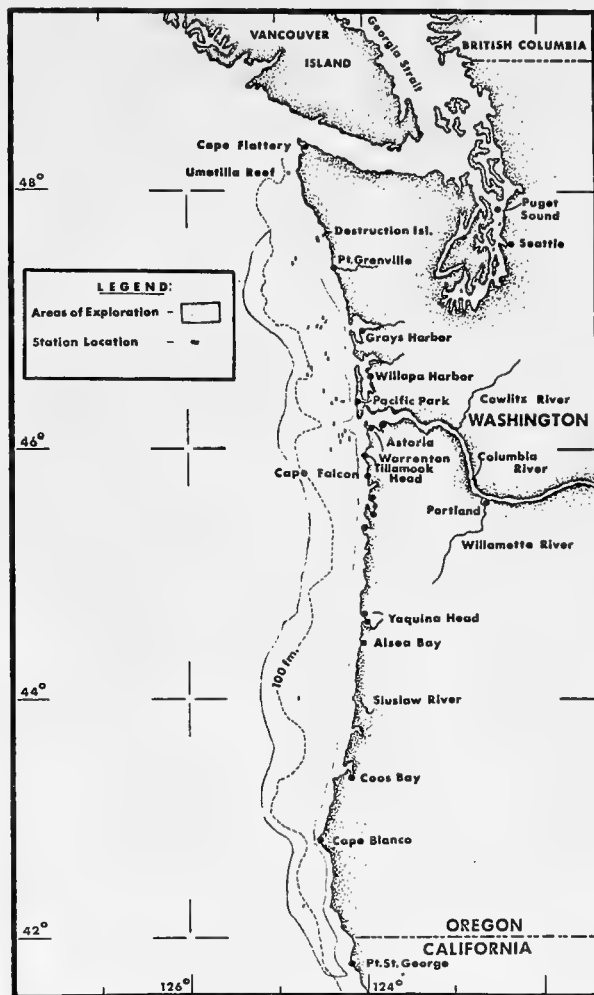 VANCOUVER
ISLAND
Georgia Strait
BRITISH COLUMBIA
Cape Flattery
Umatilla Reef
48°
Puget
Sound
Destruction Isl.
Seattle
Pt. Grenville
LEGEND:
Areas of Exploration -
Station Location -
Grays Harbor
Willapa Harbor
Cowlitz River
Pacific Park
WASHINGTON
46°
Astoria
Warrenton
Columbia
River
Cape Falcon
Tillamook
Head
Portland
Willamette River
Yaquina Head
Alsea Bay
100 fm.
44°
Siuslaw River
Coos Bay
Cape Blanco
42°
OREGON
CALIFORNIA
Pt. St. George
126°
124°